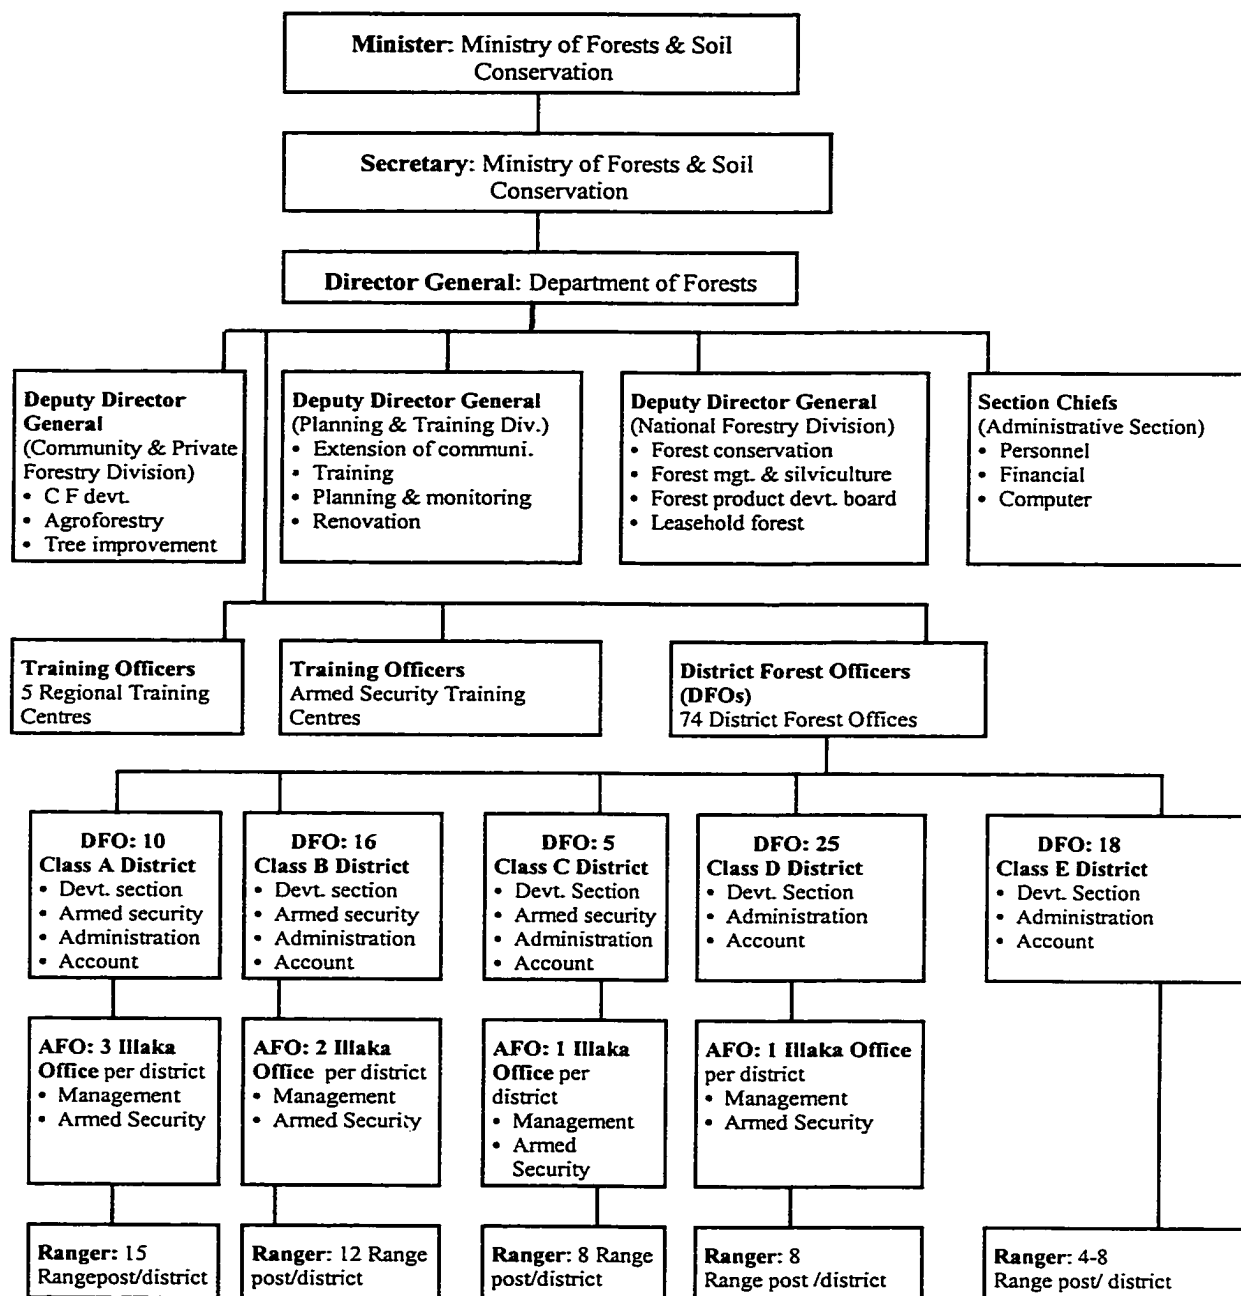 Minister: Ministry of Forests & Soil
Conservation
Secretary: Ministry of Forests & Soil
Conservation
Director General: Department of Forests
Deputy Director
General
(Community & Private
Forestry Division)
• C F devt.
• Agroforestry
• Tree improvement
Deputy Director General
(Planning & Training Div.)
• Extension of communi.
• Training
• Planning & monitoring
• Renovation
Deputy Director General
(National Forestry Division)
• Forest conservation
• Forest mgt. & silviculture
• Forest product devt. board
• Leasehold forest
Section Chiefs
(Administrative Section)
• Personnel
• Financial
• Computer
Training Officers
5 Regional Training
Centres
Training Officers
Armed Security Training
Centres
District Forest Officers
(DFOs)
74 District Forest Offices
DFO: 10
Class A District
• Devt. section
• Armed security
• Administration
• Account
DFO: 16
Class B District
• Devt. section
• Armed security
• Administration
• Account
DFO: 5
Class C District
• Devt. Section
• Armed security
• Administration
• Account
DFO: 25
Class D District
• Devt. Section
• Administration
• Account
DFO: 18
Class E District
• Devt. Section
• Administration
• Account
AFO: 3 Illaka
Office per district
• Management
• Armed Security
AFO: 2 Illaka
Office per district
• Management
• Armed Security
AFO: 1 Illaka
Office per
district
• Management
• Armed
Security
AFO: 1 Illaka Office
per district
• Management
• Armed Security
Ranger: 15
Rangepost/district
Ranger: 12 Range
post/district
Ranger: 8 Range
post/district
Ranger: 8
Range post /district
Ranger: 4-8
Range post/ district